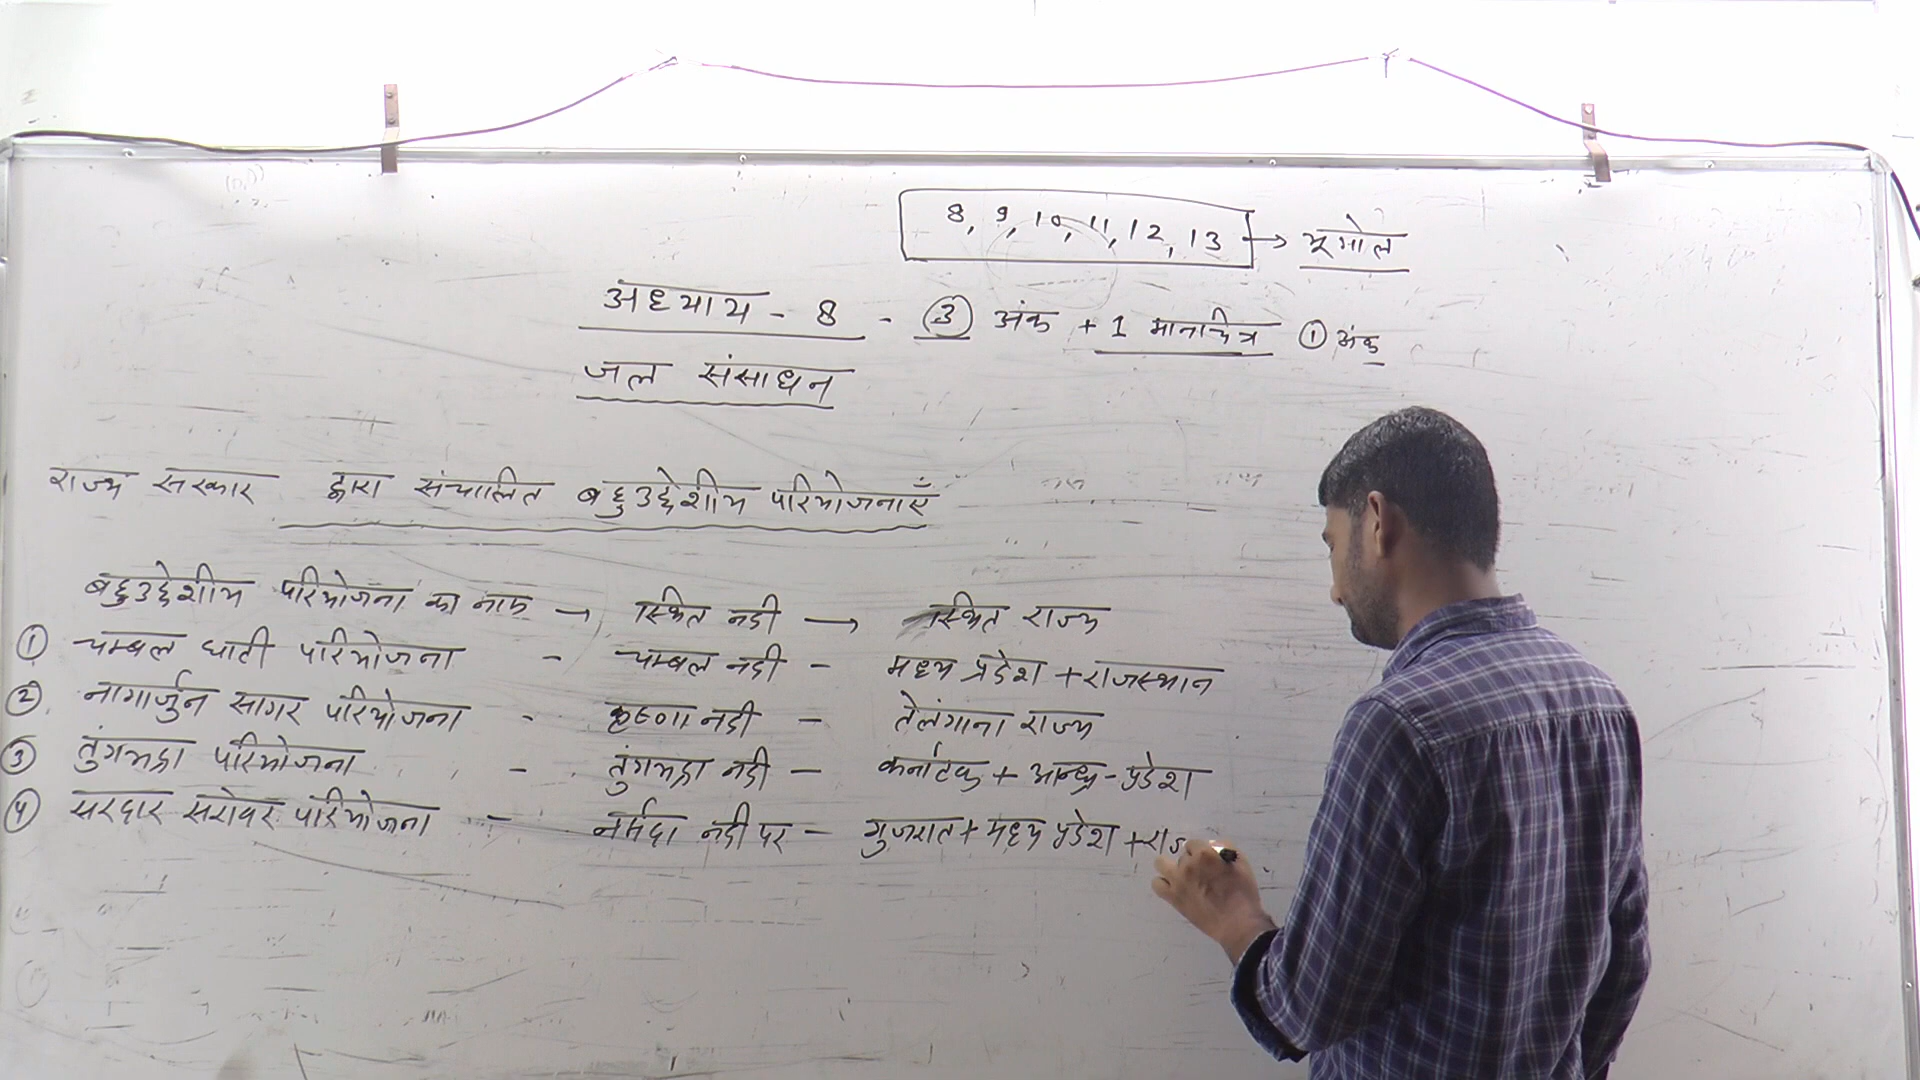 8, 9, 10, 11, 12, 13 → भूगोल
अध्याय - 8 - ③ अंक + 1 मानचित्र ① अंक
जल संसाधन
राज्य सरकार द्वारा संचालित बहुउद्देशीय परियोजनाएँ
बहुउद्देशीय परियोजना का नाम → स्थित नदी → स्थित राज्य
① चम्बल घाटी परियोजना - चम्बल नदी - मध्य प्रदेश + राजस्थान
② नागार्जुन सागर परियोजना - कृष्णा नदी - तेलंगाना राज्य
③ तुंगभद्रा परियोजना - तुंगभद्रा नदी - कर्नाटक + आन्ध्र-प्रदेश
④ सरदार सरोवर परियोजना - नर्मदा नदी पर - गुजरात + मध्य प्रदेश + राज